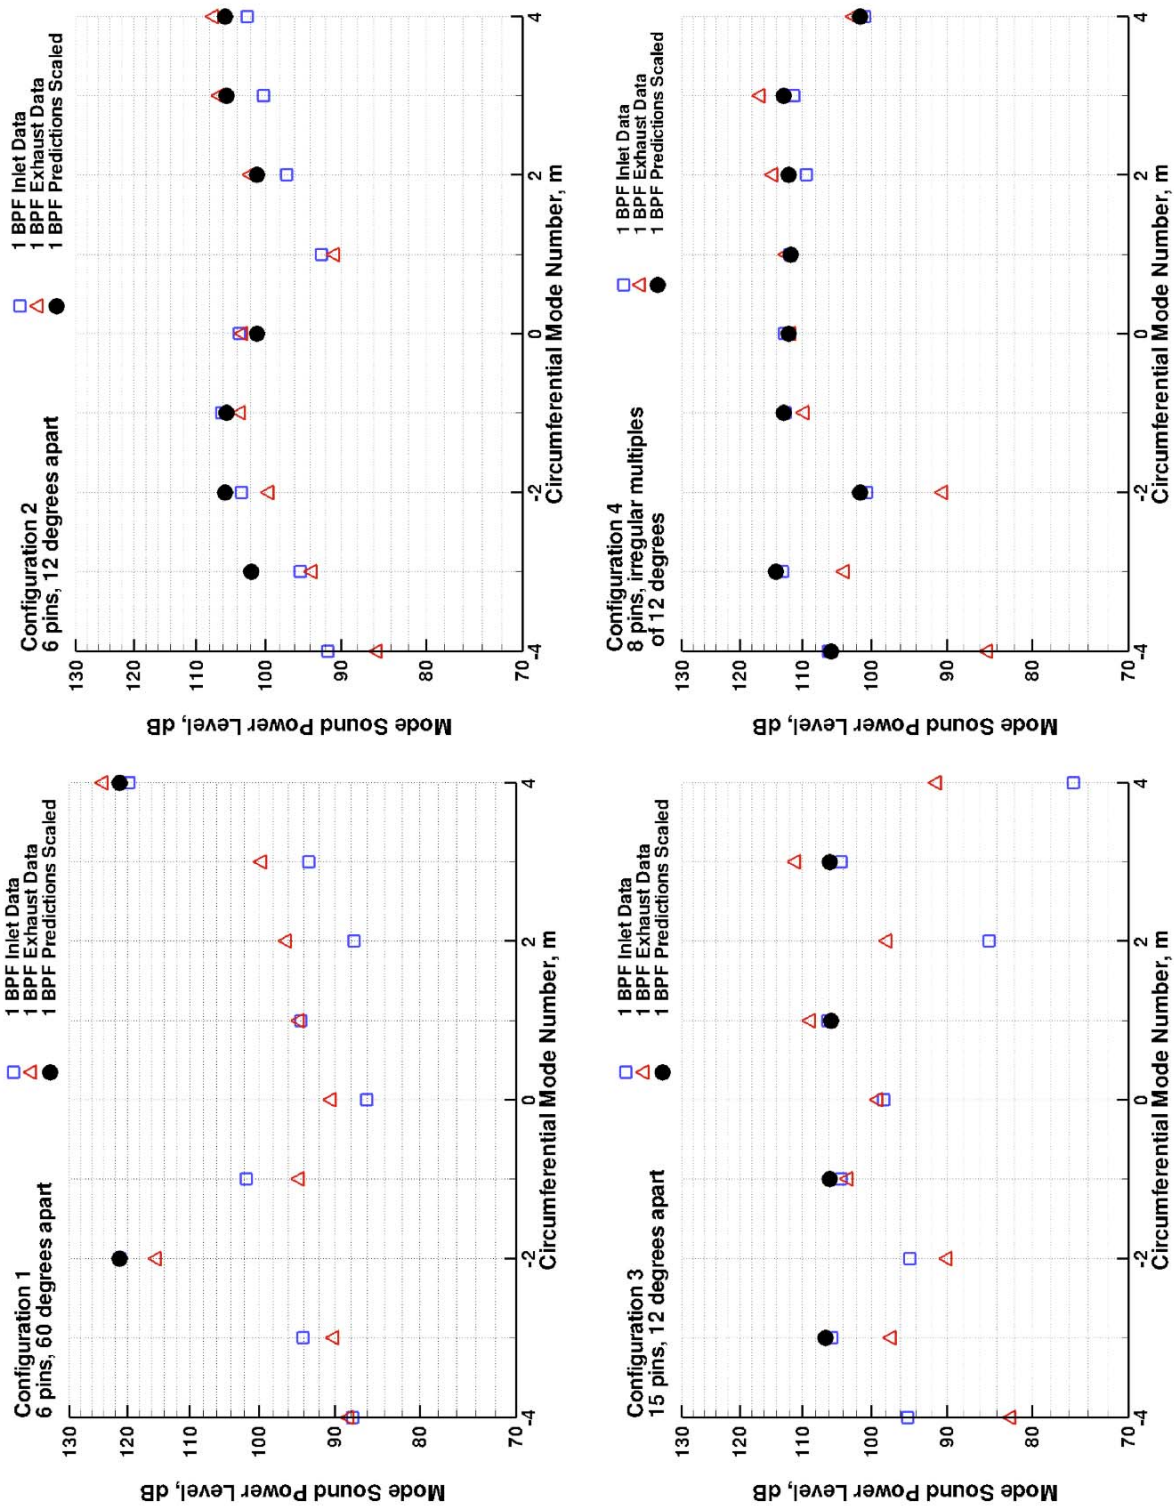 Configuration 1
6 pins, 60 degrees apart
1 BPF Inlet Data
1 BPF Exhaust Data
1 BPF Predictions Scaled
130
120
110
100
90
80
70
Mode Sound Power Level, dB
-4
-2
0
2
4
Circumferential Mode Number, m
Configuration 2
6 pins, 12 degrees apart
1 BPF Inlet Data
1 BPF Exhaust Data
1 BPF Predictions Scaled
130
120
110
100
90
80
70
Mode Sound Power Level, dB
-4
-2
0
2
4
Circumferential Mode Number, m
Configuration 3
15 pins, 12 degrees apart
1 BPF Inlet Data
1 BPF Exhaust Data
1 BPF Predictions Scaled
130
120
110
100
90
80
70
Mode Sound Power Level, dB
-4
-2
0
2
4
Circumferential Mode Number, m
Configuration 4
8 pins, irregular multiples
of 12 degrees
1 BPF Inlet Data
1 BPF Exhaust Data
1 BPF Predictions Scaled
130
120
110
100
90
80
70
Mode Sound Power Level, dB
-4
-2
0
2
4
Circumferential Mode Number, m